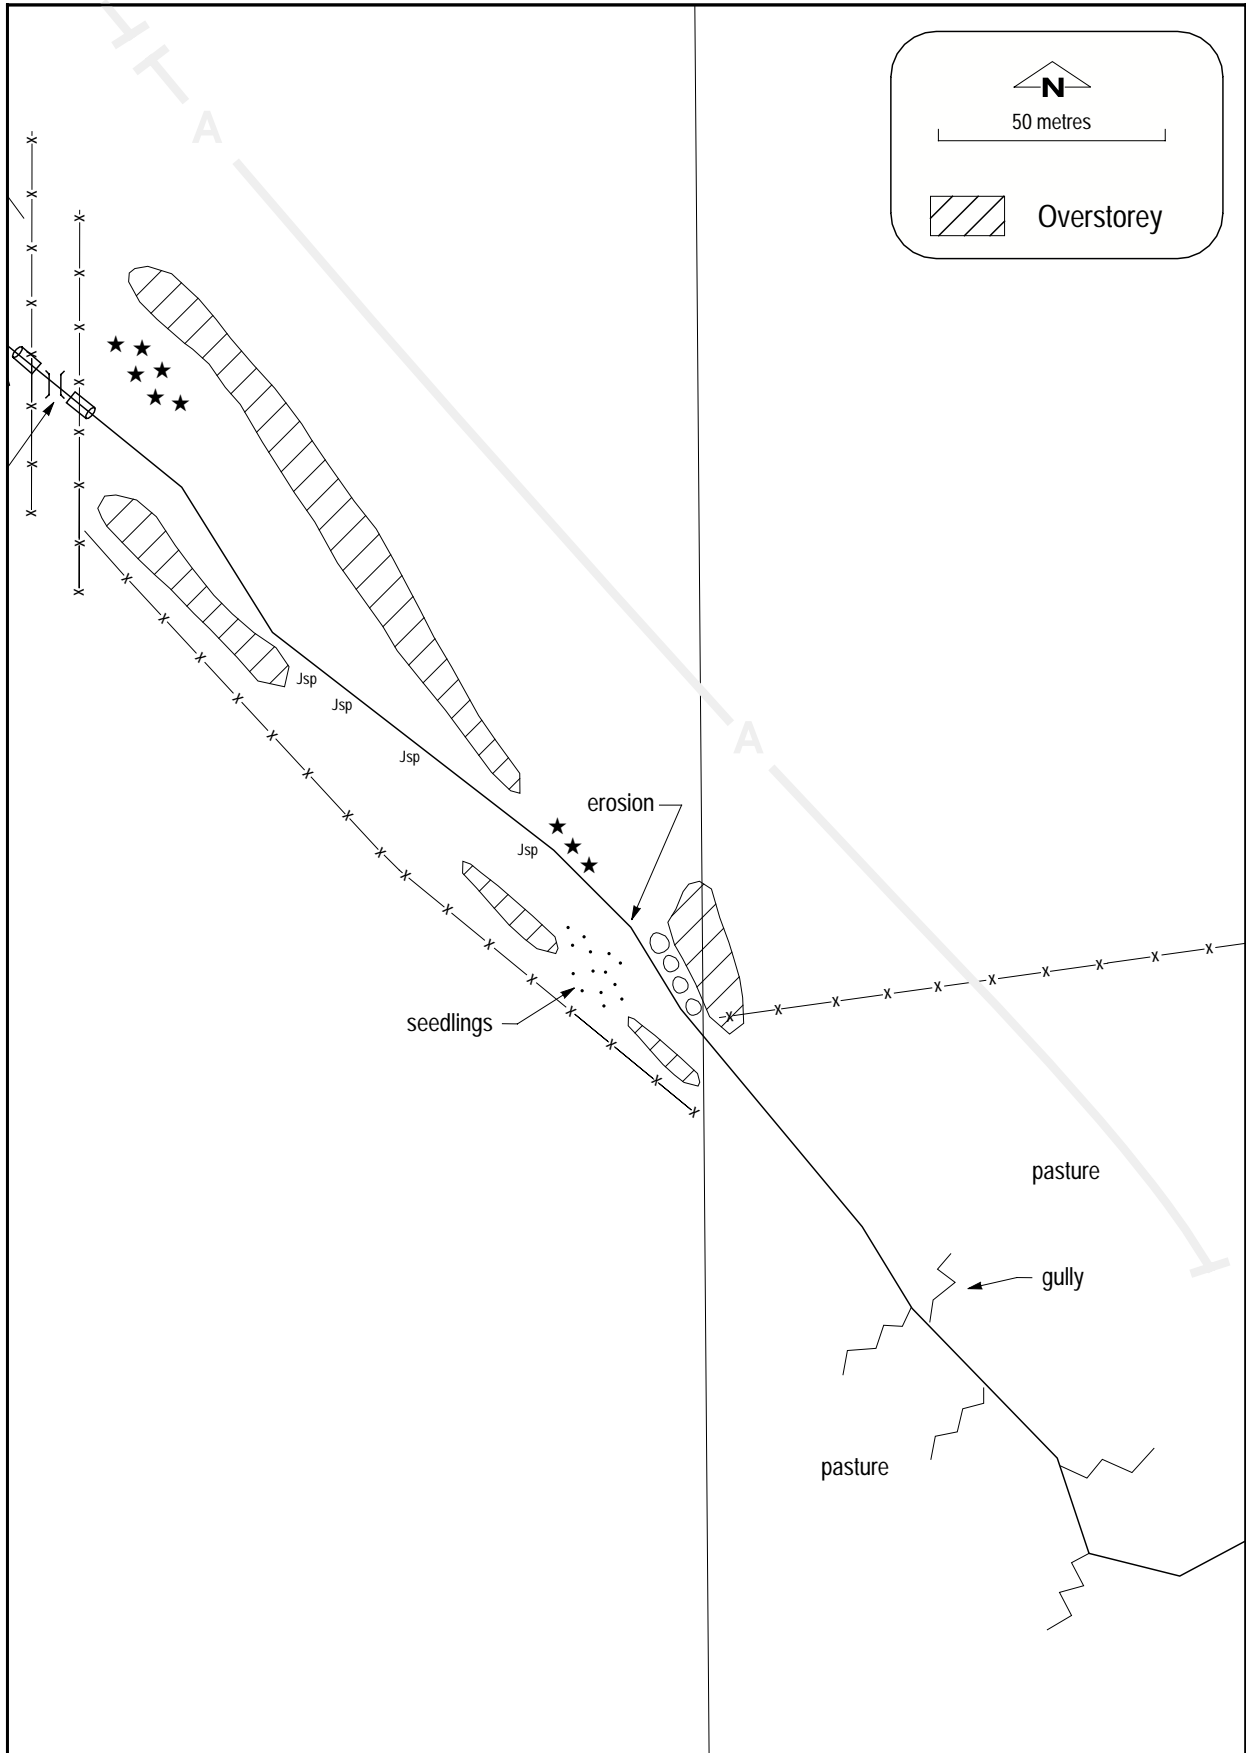 A
N
50 metres
Overstorey
Jsp
Jsp
A
Jsp
erosion
Jsp
seedlings
pasture
gully
pasture